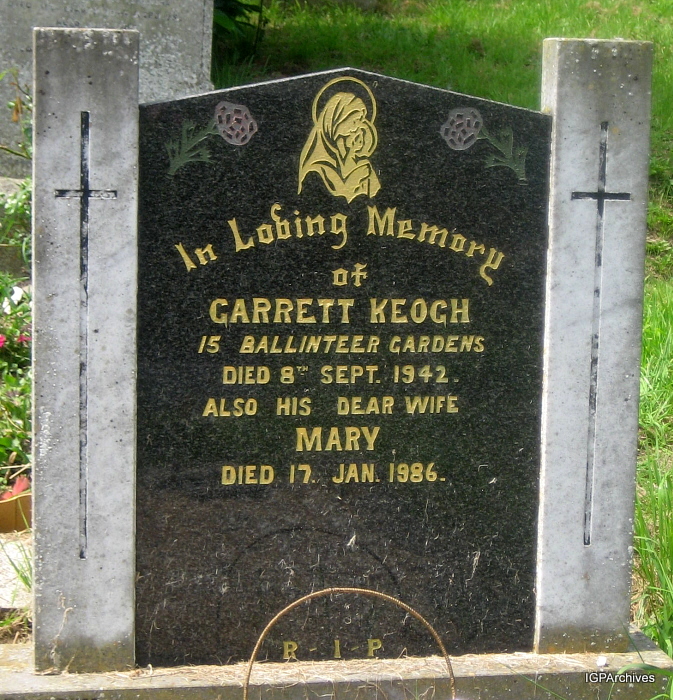 In Loving Memory
of
GARRETT KEOGH
15 BALLINTEER GARDENS
DIED 8TH SEPT. 1942.
ALSO HIS DEAR WIFE
MARY
DIED 17. JAN. 1986.
R-I-P
IGPArchives